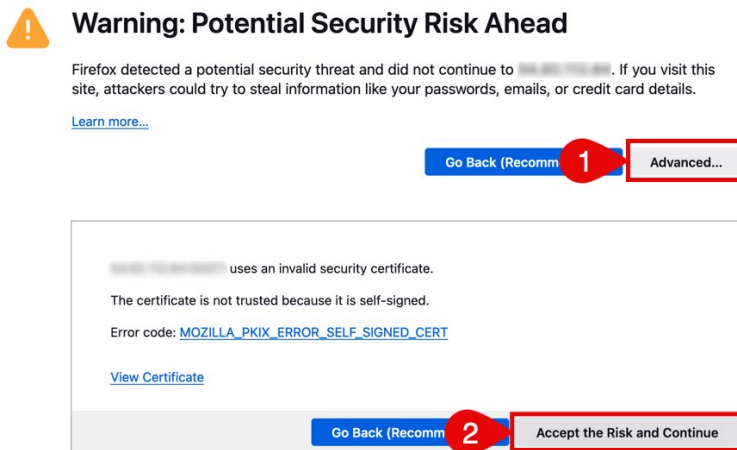 Warning: Potential Security Risk Ahead
Firefox detected a potential security threat and did not continue to . If you visit this
site, attackers could try to steal information like your passwords, emails, or credit card details.
Learn more...
Go Back (Recomm 1 Advanced...
uses an invalid security certificate.
The certificate is not trusted because it is self-signed.
Error code: MOZILLA_PKIX_ERROR_SELF_SIGNED_CERT
View Certificate
Go Back (Recomm 2 Accept the Risk and Continue